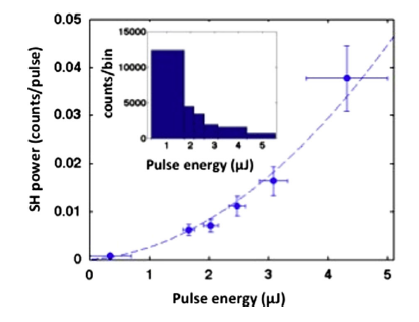 0.05
0.04
0.03
0.02
0.01
0
SH power (counts/pulse)
0 1 2 3 4 5
Pulse energy (µJ)
15000
10000
5000
0
counts/bin
1 2 3 4 5
Pulse energy (µJ)